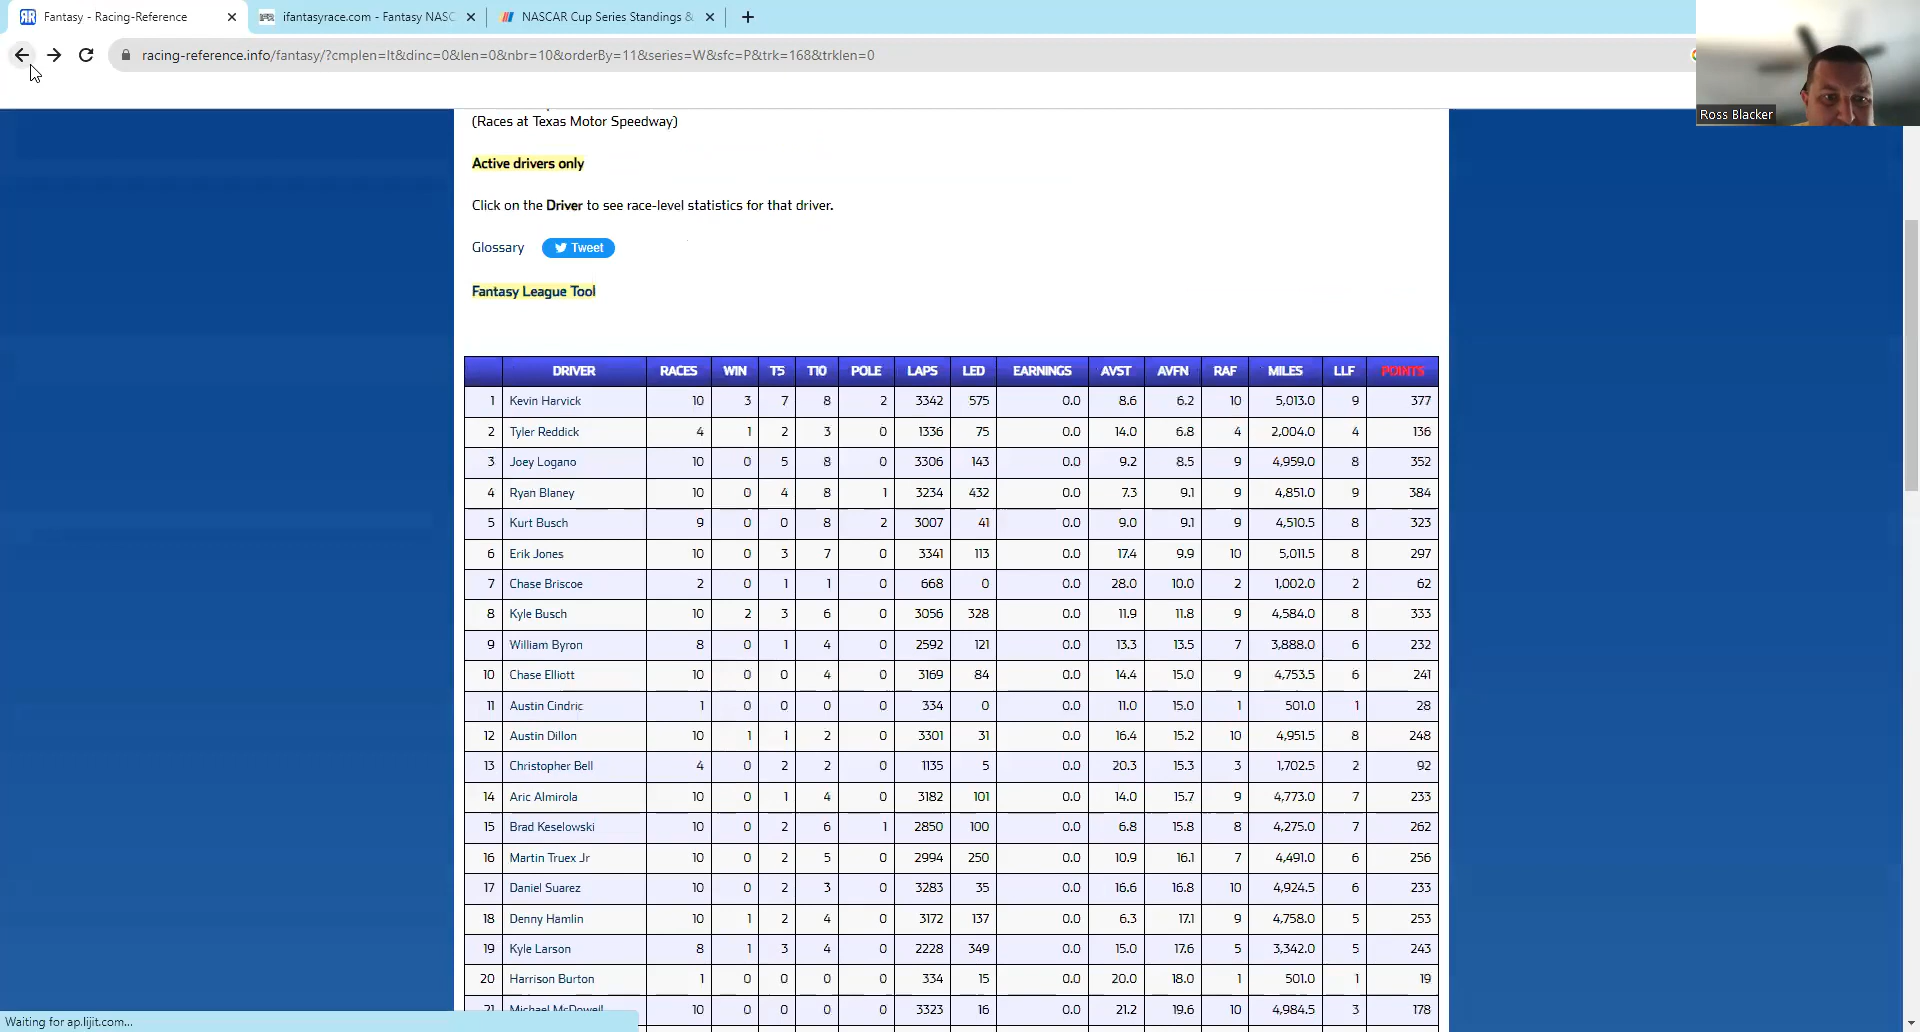 Fantasy - Racing-Reference
ifantasyrace.com - Fantasy NASC
NASCAR Cup Series Standings &
racing-reference.info/fantasy/?cmplen=lt&dinc=0&len=0&nbr=10&orderBy=11&series=W&sfc=P&trk=168&trklen=0
Ross Blacker
(Races at Texas Motor Speedway)
Active drivers only
Click on the Driver to see race-level statistics for that driver.
Glossary Tweet
Fantasy League Tool
DRIVER RACES WIN T5 T10 POLE LAPS LED EARNINGS AVST AVFN RAF MILES LLF POINTS
1 Kevin Harvick 10 3 7 8 2 3342 575 0.0 8.6 6.2 10 5,013.0 9 377
2 Tyler Reddick 4 1 2 3 0 1336 75 0.0 14.0 6.8 4 2,004.0 4 136
3 Joey Logano 10 0 5 8 0 3306 143 0.0 9.2 8.5 9 4,959.0 8 352
4 Ryan Blaney 10 0 4 8 1 3234 432 0.0 7.3 9.1 9 4,851.0 9 384
5 Kurt Busch 9 0 0 8 2 3007 41 0.0 9.0 9.1 9 4,510.5 8 323
6 Erik Jones 10 0 3 7 0 3341 113 0.0 17.4 9.9 10 5,011.5 8 297
7 Chase Briscoe 2 0 1 1 0 668 0 0.0 28.0 10.0 2 1,002.0 2 62
8 Kyle Busch 10 2 3 6 0 3056 328 0.0 11.9 11.8 9 4,584.0 8 333
9 William Byron 8 0 1 4 0 2592 121 0.0 13.3 13.5 7 3,888.0 6 232
10 Chase Elliott 10 0 0 4 0 3169 84 0.0 14.4 15.0 9 4,753.5 6 241
11 Austin Cindric 1 0 0 0 0 334 0 0.0 11.0 15.0 1 501.0 1 28
12 Austin Dillon 10 1 1 2 0 3301 31 0.0 16.4 15.2 10 4,951.5 8 248
13 Christopher Bell 4 0 2 2 0 1135 5 0.0 20.3 15.3 3 1,702.5 2 92
14 Aric Almirola 10 0 1 4 0 3182 101 0.0 14.0 15.7 9 4,773.0 7 233
15 Brad Keselowski 10 0 2 6 1 2850 100 0.0 6.8 15.8 8 4,275.0 7 262
16 Martin Truex Jr 10 0 2 5 0 2994 250 0.0 10.9 16.1 7 4,491.0 6 256
17 Daniel Suarez 10 0 2 3 0 3283 35 0.0 16.6 16.8 10 4,924.5 6 233
18 Denny Hamlin 10 1 2 4 0 3172 137 0.0 6.3 17.1 9 4,758.0 5 253
19 Kyle Larson 8 1 3 4 0 2228 349 0.0 15.0 17.6 5 3,342.0 5 243
20 Harrison Burton 1 0 0 0 0 334 15 0.0 20.0 18.0 1 501.0 1 19
21 Michael McDowell 10 0 0 0 0 3323 16 0.0 21.2 19.6 10 4,984.5 3 178
Waiting for ap.lijit.com...